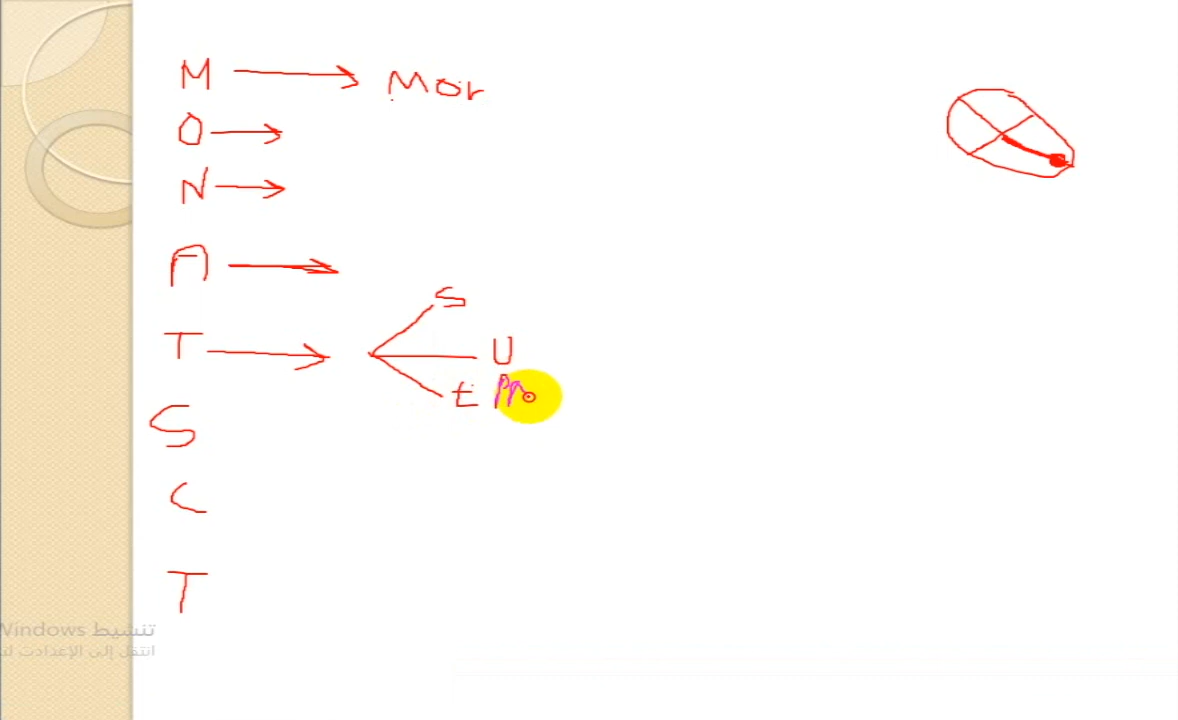 M → Mor
O →
N →
A →
S
T → U
t
S
C
T
تنشيط Windows